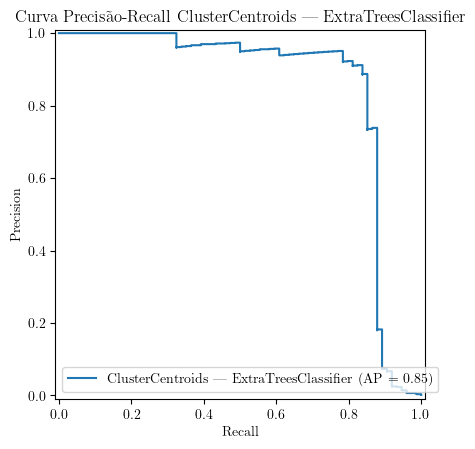 Curva Precisão-Recall ClusterCentroids — ExtraTreesClassifier
1.0
0.8
0.6
0.4
0.2
0.0
Precision
ClusterCentroids — ExtraTreesClassifier (AP = 0.85)
0.0 0.2 0.4 0.6 0.8 1.0
Recall